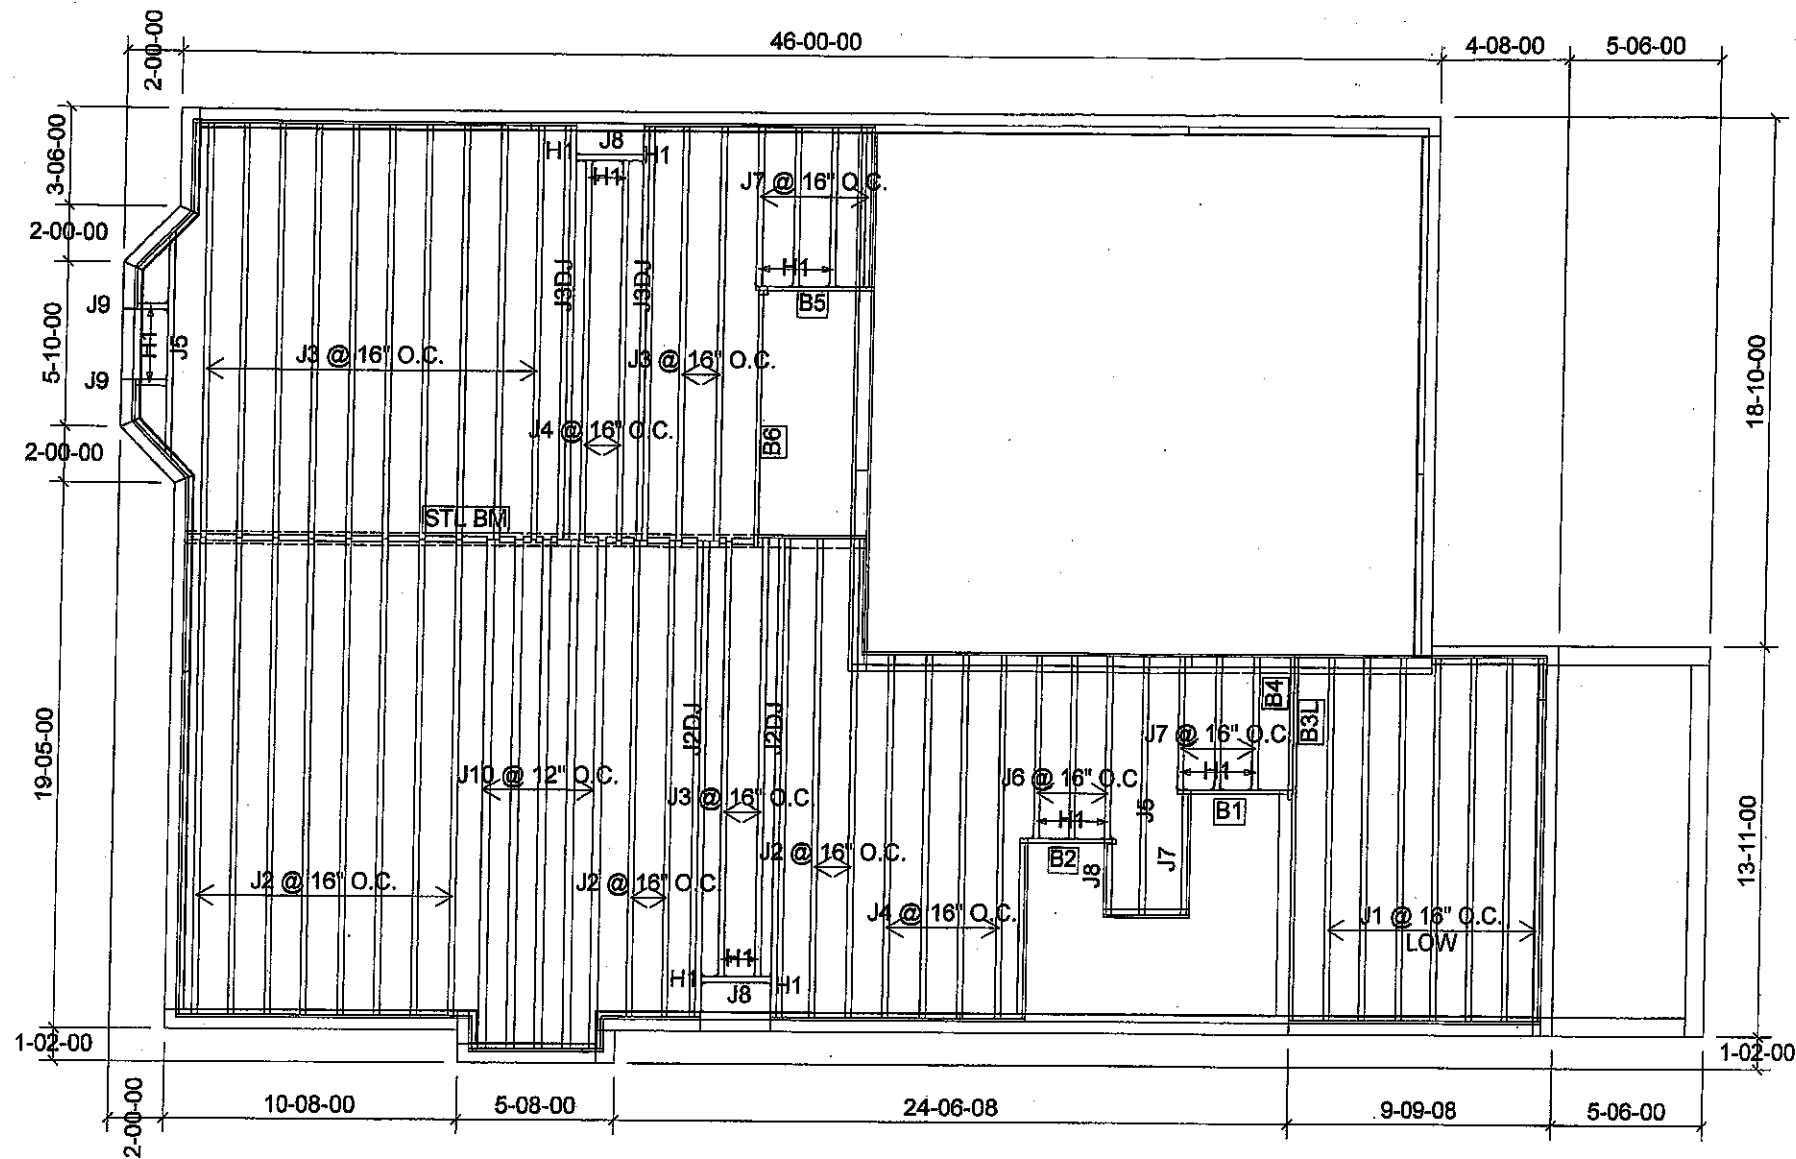 2-00-00
46-00-00
4-08-00
5-06-00
3-06-00
J8
H1
H1
H1
J7 @ 16" O.C.
2-00-00
H1
B5
J3DJ
J3DJ
J9
H1
J5
5-10-00
J3 @ 16" O.C.
J3 @ 16" O.C.
J9
18-10-00
J4 @ 16" O.C.
B6
2-00-00
STL BM
B4
B3L
J2DJ
J2DJ
J7 @ 16" O.C.
19-05-00
J10 @ 12" O.C.
J6 @ 16" O.C.
H1
J3 @ 16" O.C.
J5
B1
H1
J2 @ 16" O.C.
B2
J8
J7
13-11-00
J2 @ 16" O.C.
J2 @ 16" O.C.
J4 @ 16" O.C.
J1 @ 16" O.C.
LOW
H1
H1
H1
J8
1-02-00
1-02-00
2-00-00
10-08-00
5-08-00
24-06-08
9-09-08
5-06-00